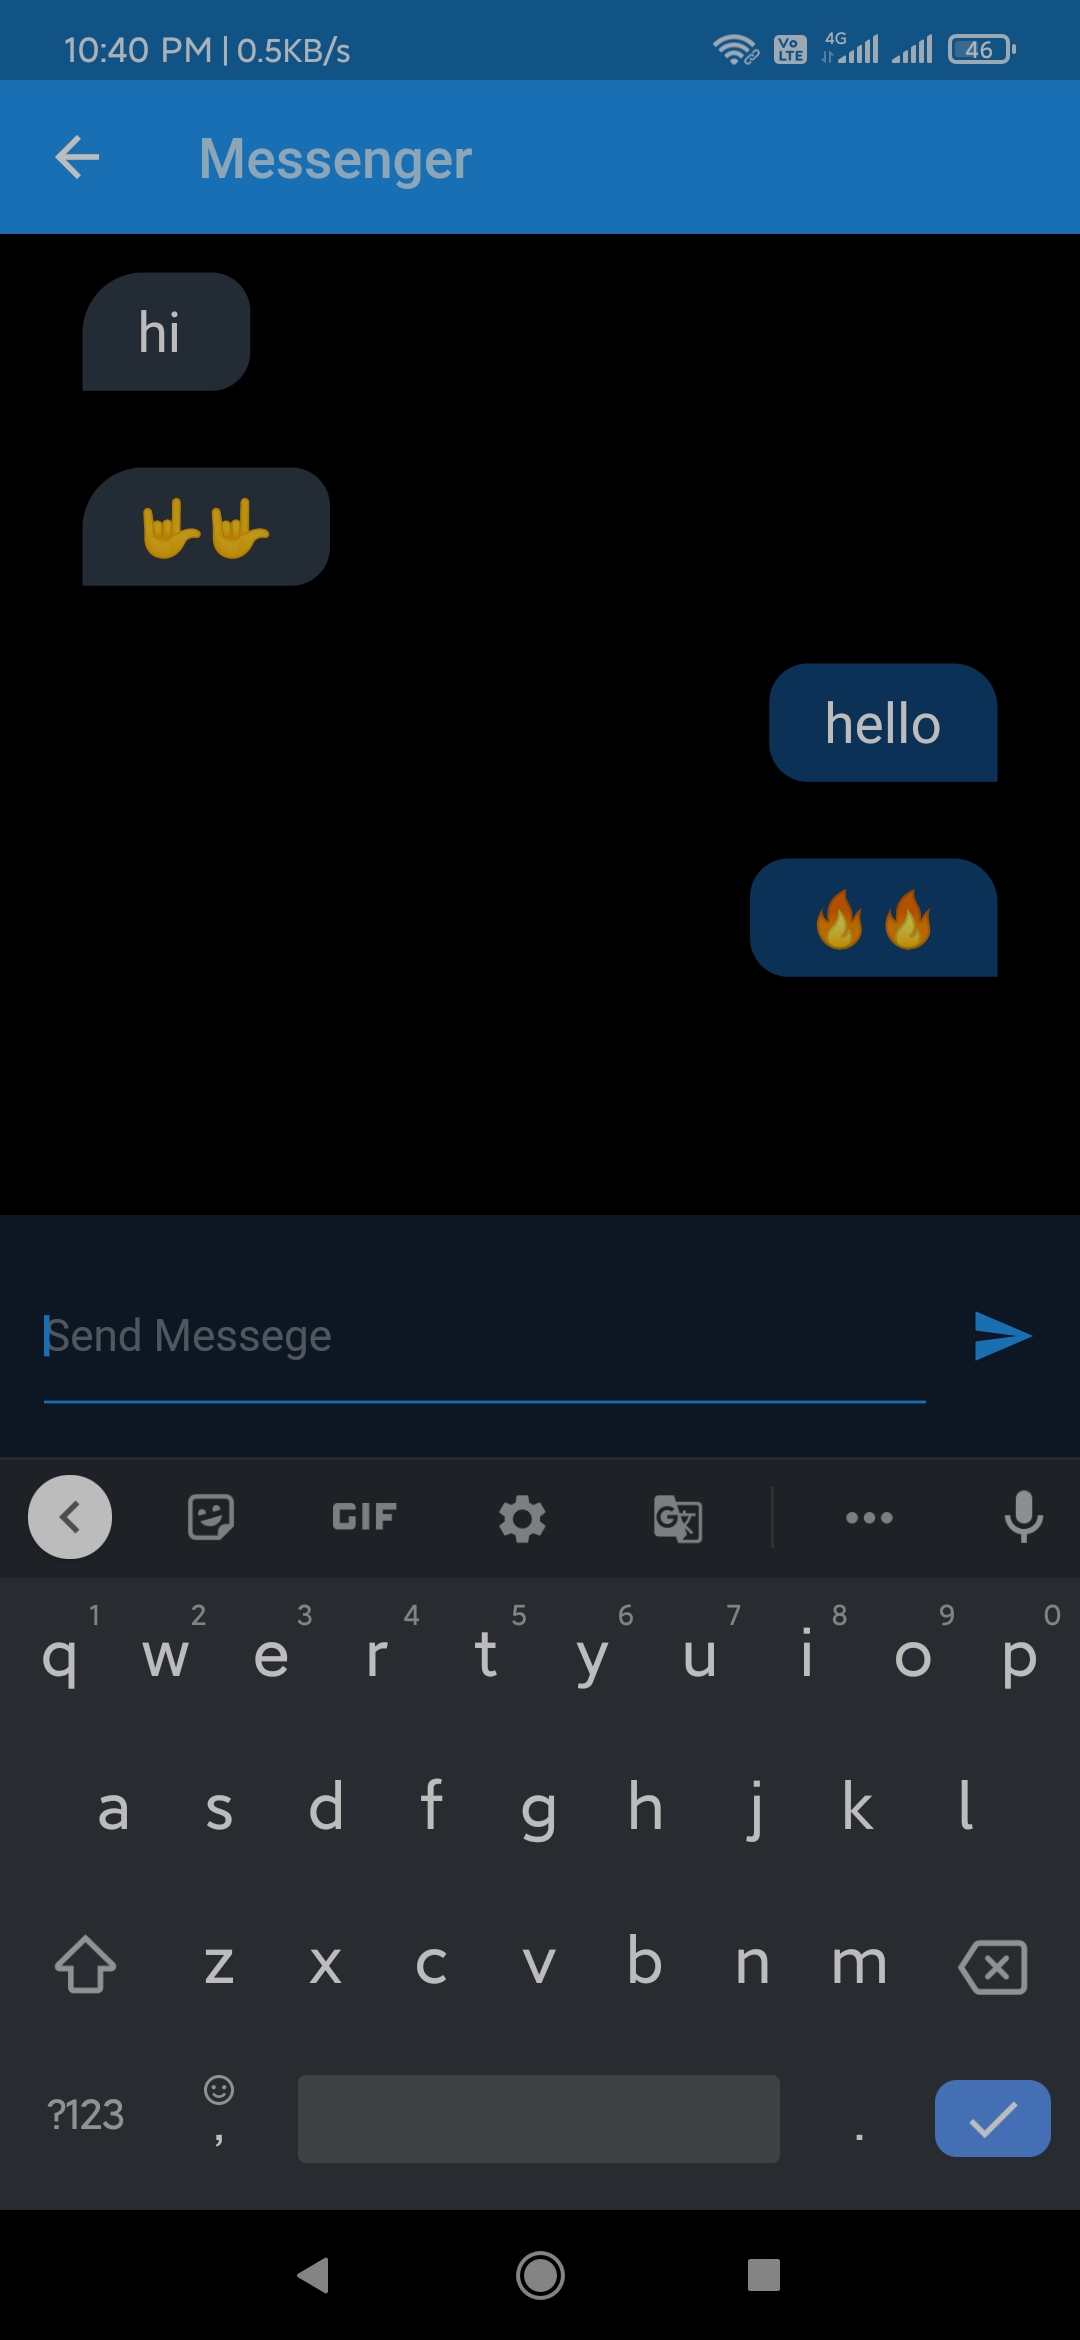 10:40 PM | 0.5KB/s Vo LTE 4G 46
Messenger
hi
🤟🤟
hello
🔥🔥
Send Messege
GIF
1 2 3 4 5 6 7 8 9 0
q w e r t y u i o p
a s d f g h j k l
z x c v b n m
?123 , .